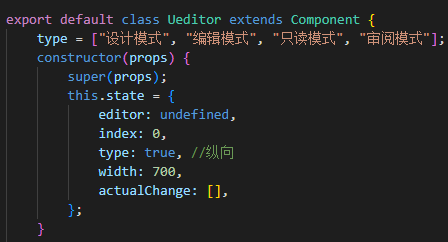 export default class Ueditor extends Component {
type = ["设计模式", "编辑模式", "只读模式", "审阅模式"];
constructor(props) {
super(props);
this.state = {
editor: undefined,
index: 0,
type: true, //纵向
width: 700,
actualChange: [],
};
}